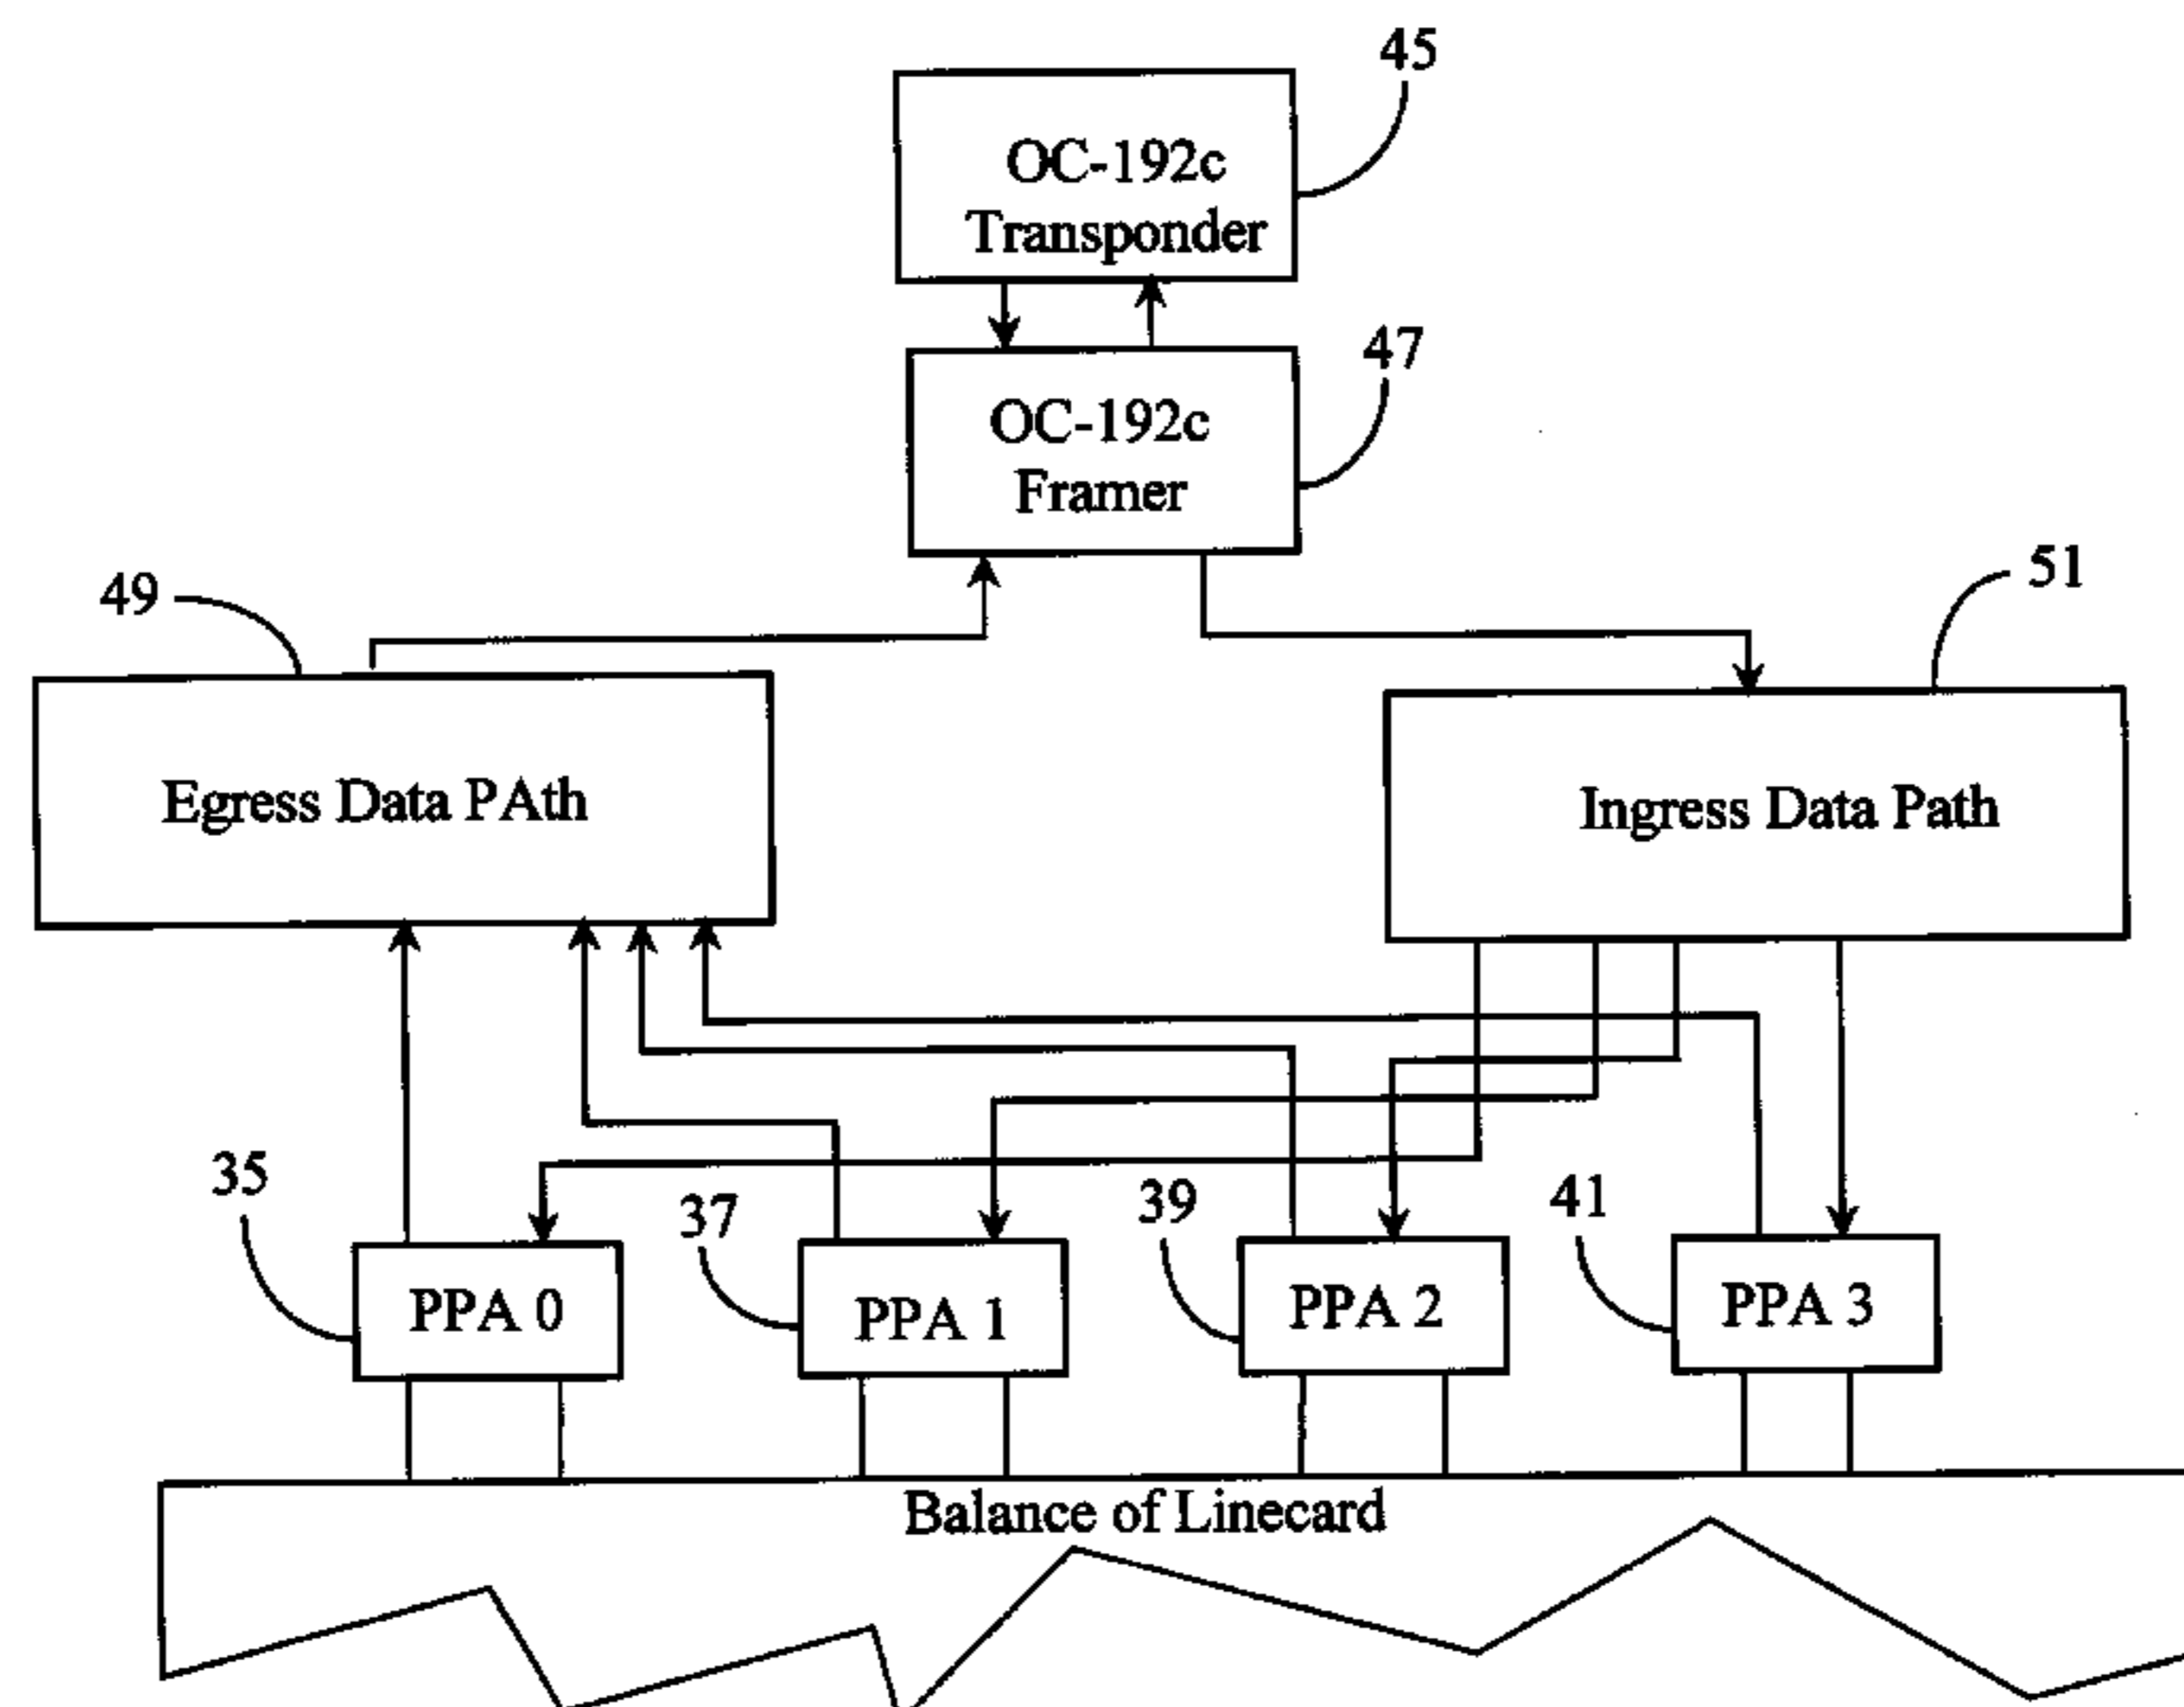 45
OC-192c
Transponder
47
OC-192c
Framer
49
51
Egress Data PAth
Ingress Data Path
35
37
39
41
PPA 0
PPA 1
PPA 2
PPA 3
Balance of Linecard